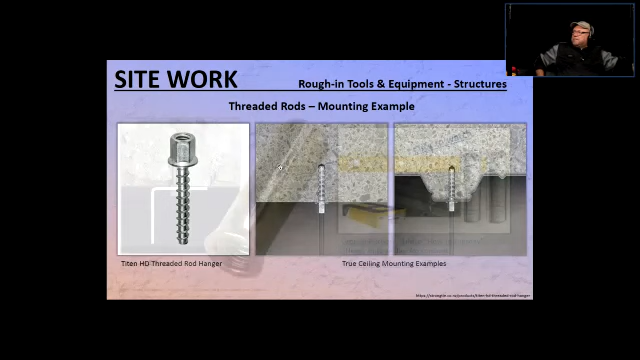 SITE WORK
Rough-in Tools & Equipment - Structures
Threaded Rods – Mounting Example
Titen HD Threaded Rod Hanger
True Ceiling Mounting Examples